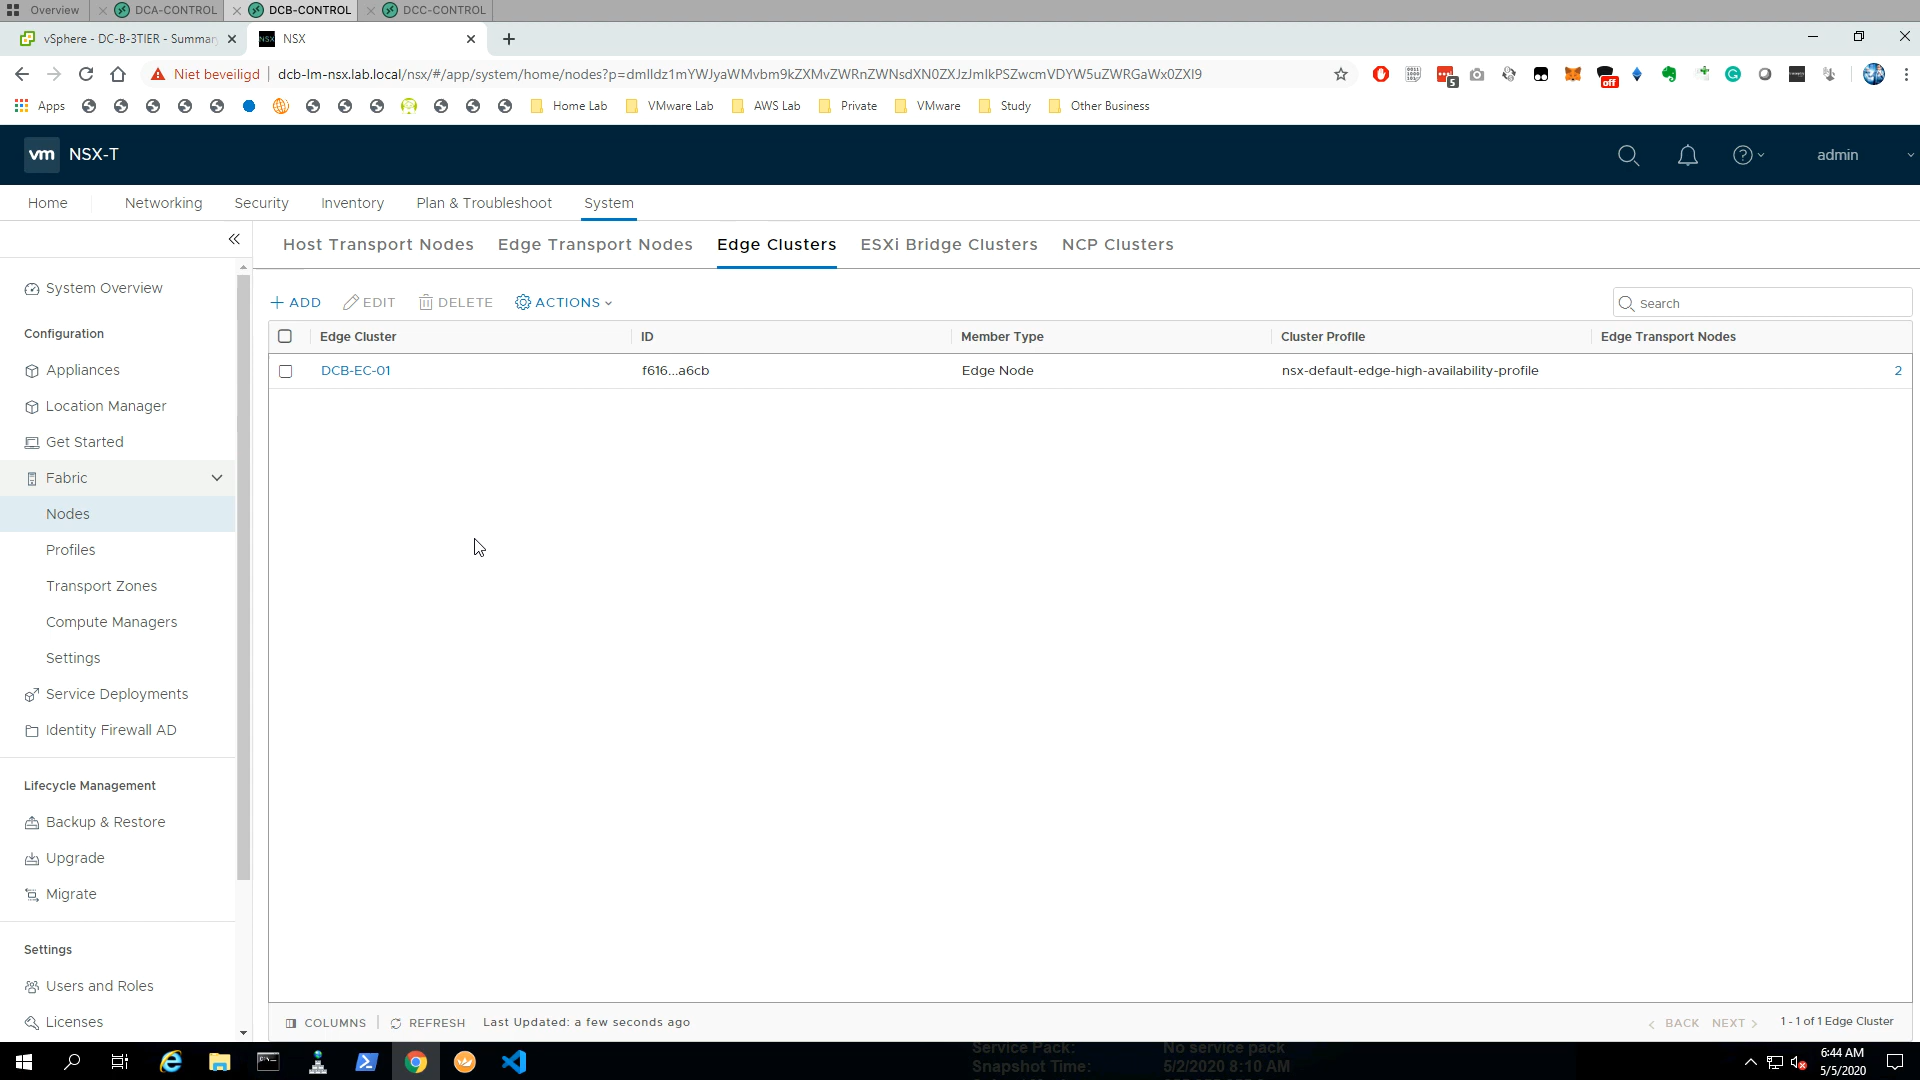 Overview
DCA-CONTROL
DCB-CONTROL
DCC-CONTROL
vSphere - DC-B-3TIER - Summar
NSX
NSX
Niet beveiligd
dcb-lm-nsx.lab.local/nsx/#/app/system/home/nodes?p=dmlldz1mYWJyaWMvbm9kZXMvZWRnZWNsdXN0ZXJzJmlkPSZwcmVDYW5uZWRGaWx0ZXI9
5
off
Apps
Home Lab
VMware Lab
AWS Lab
Private
VMware
Study
Other Business
vm
NSX-T
admin
Home
Networking
Security
Inventory
Plan & Troubleshoot
System
Host Transport Nodes
Edge Transport Nodes
Edge Clusters
ESXi Bridge Clusters
NCP Clusters
System Overview
Configuration
Appliances
Location Manager
Get Started
Fabric
Nodes
Profiles
Transport Zones
Compute Managers
Settings
Service Deployments
Identity Firewall AD
Lifecycle Management
Backup & Restore
Upgrade
Migrate
Settings
Users and Roles
Licenses
+ ADD
EDIT
DELETE
ACTIONS
Search
Edge Cluster
ID
Member Type
Cluster Profile
Edge Transport Nodes
DCB-EC-01
f616...a6cb
Edge Node
nsx-default-edge-high-availability-profile
2
COLUMNS
REFRESH
Last Updated: a few seconds ago
BACK
NEXT
1 - 1 of 1 Edge Cluster
Service Pack:
No service pack
Snapshot Time:
5/2/2020 8:10 AM
6:44 AM
5/5/2020